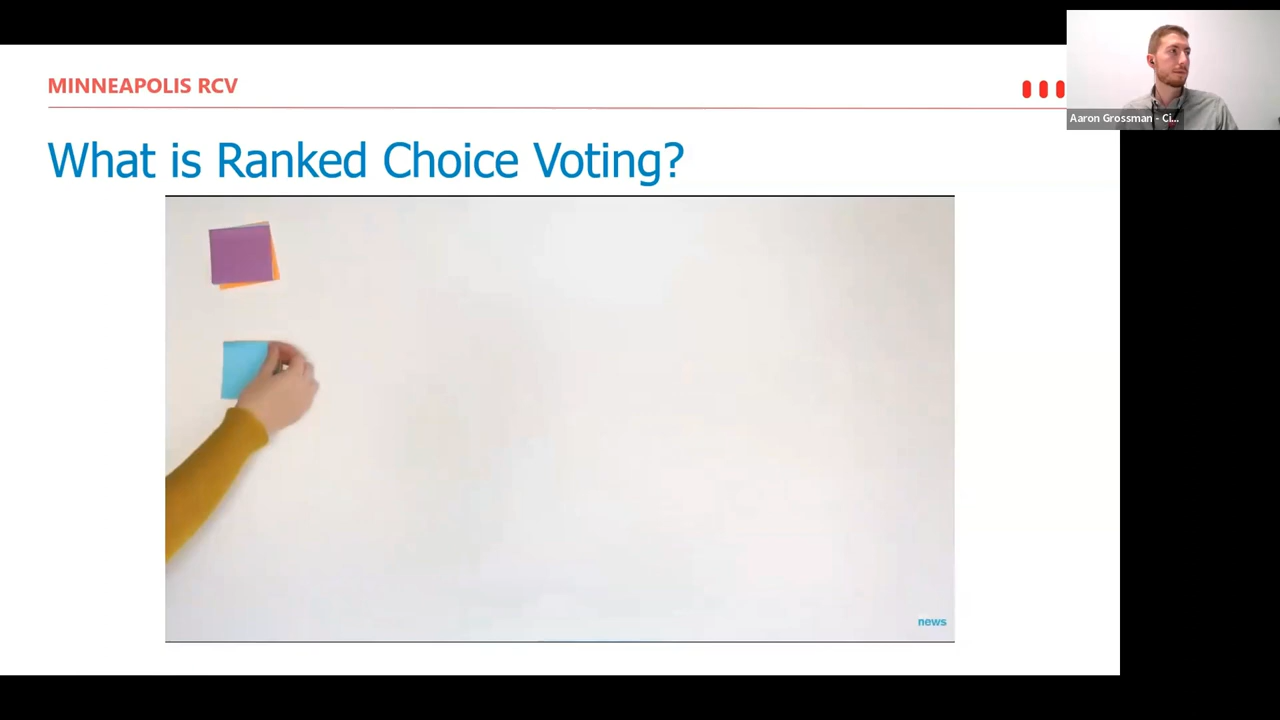 MINNEAPOLIS RCV
Aaron Grossman - Ci...
What is Ranked Choice Voting?
news